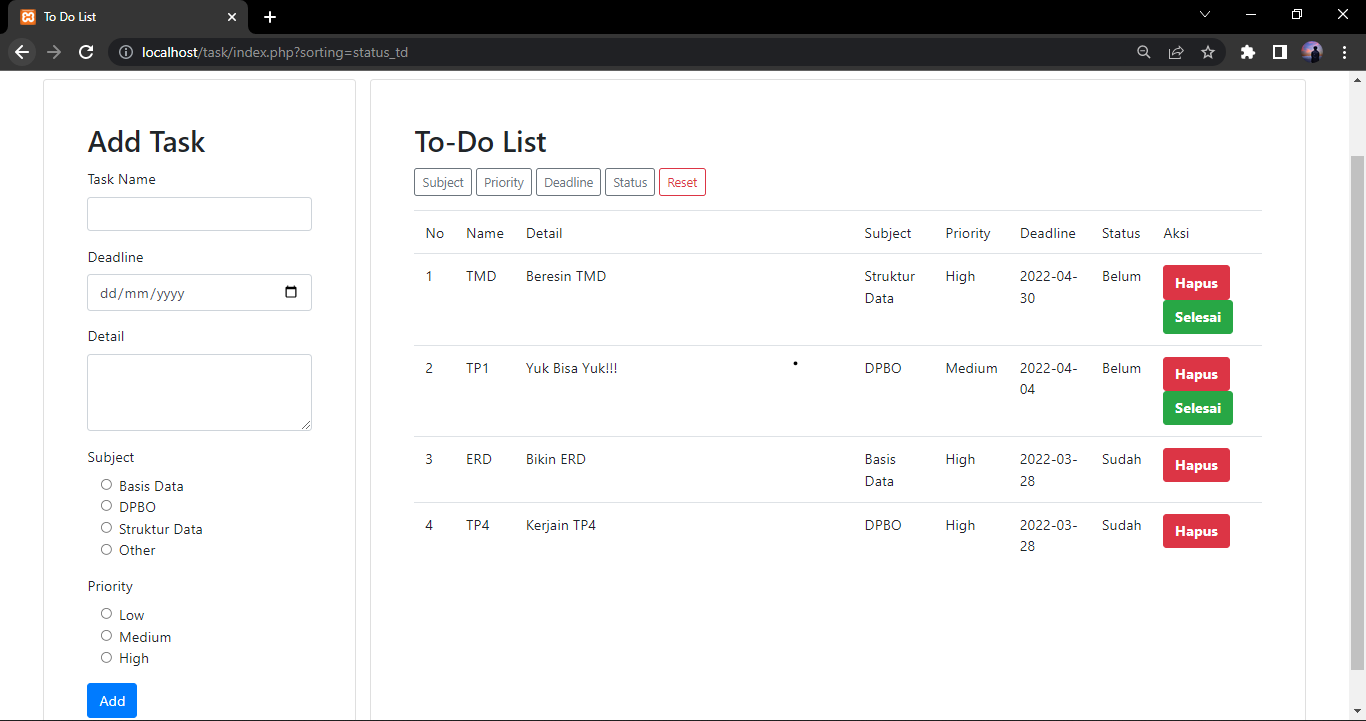 To Do List
localhost/task/index.php?sorting=status_td
Add Task
Task Name
Deadline
dd/mm/yyyy
Detail
Subject
Basis Data
DPBO
Struktur Data
Other
Priority
Low
Medium
High
Add
To-Do List
Subject Priority Deadline Status Reset
No Name Detail Subject Priority Deadline Status Aksi
1 TMD Beresin TMD Struktur High 2022-04- Belum Hapus
Data 30
Selesai
2 TP1 Yuk Bisa Yuk!!! DPBO Medium 2022-04- Belum Hapus
04
Selesai
3 ERD Bikin ERD Basis High 2022-03- Sudah Hapus
Data 28
4 TP4 Kerjain TP4 DPBO High 2022-03- Sudah Hapus
28